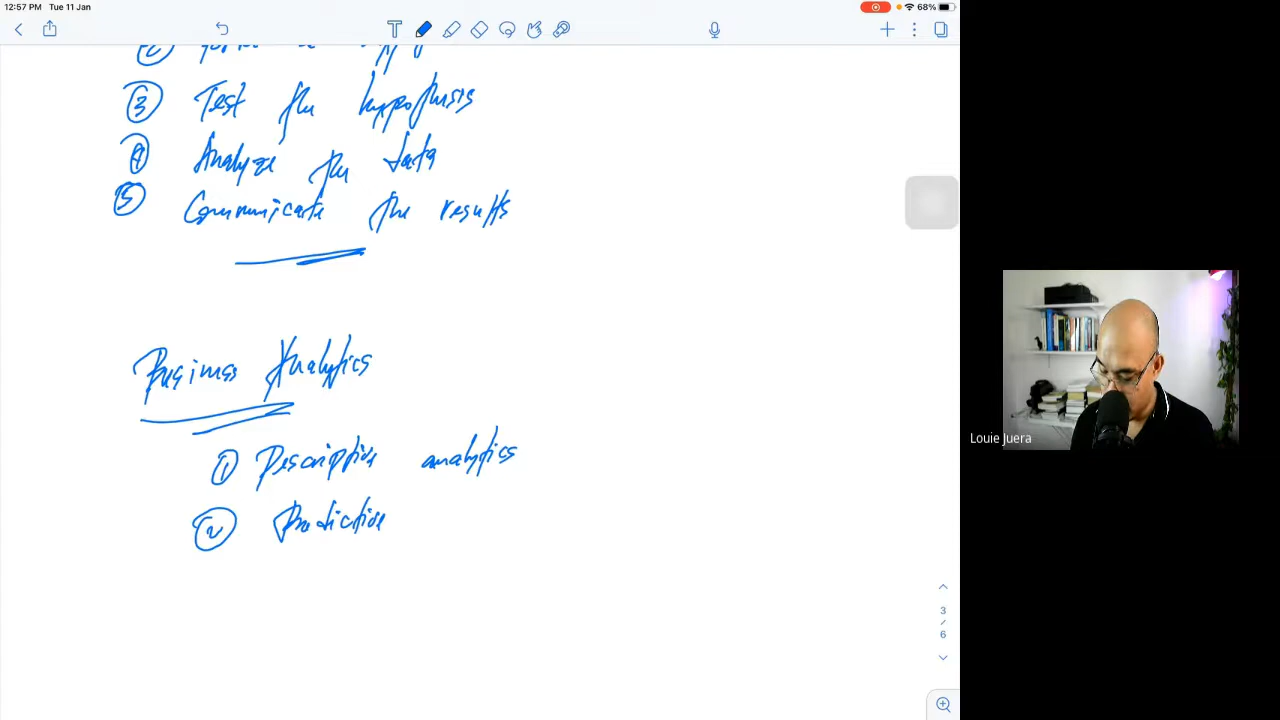 12:57 PM Tue 11 Jan
68%
3 Test the hypothesis
4 Analyze the data
5 Communicate the results
Business Analytics
1 Descriptive analytics
2 Predictive
Louie Juera
3
/
6